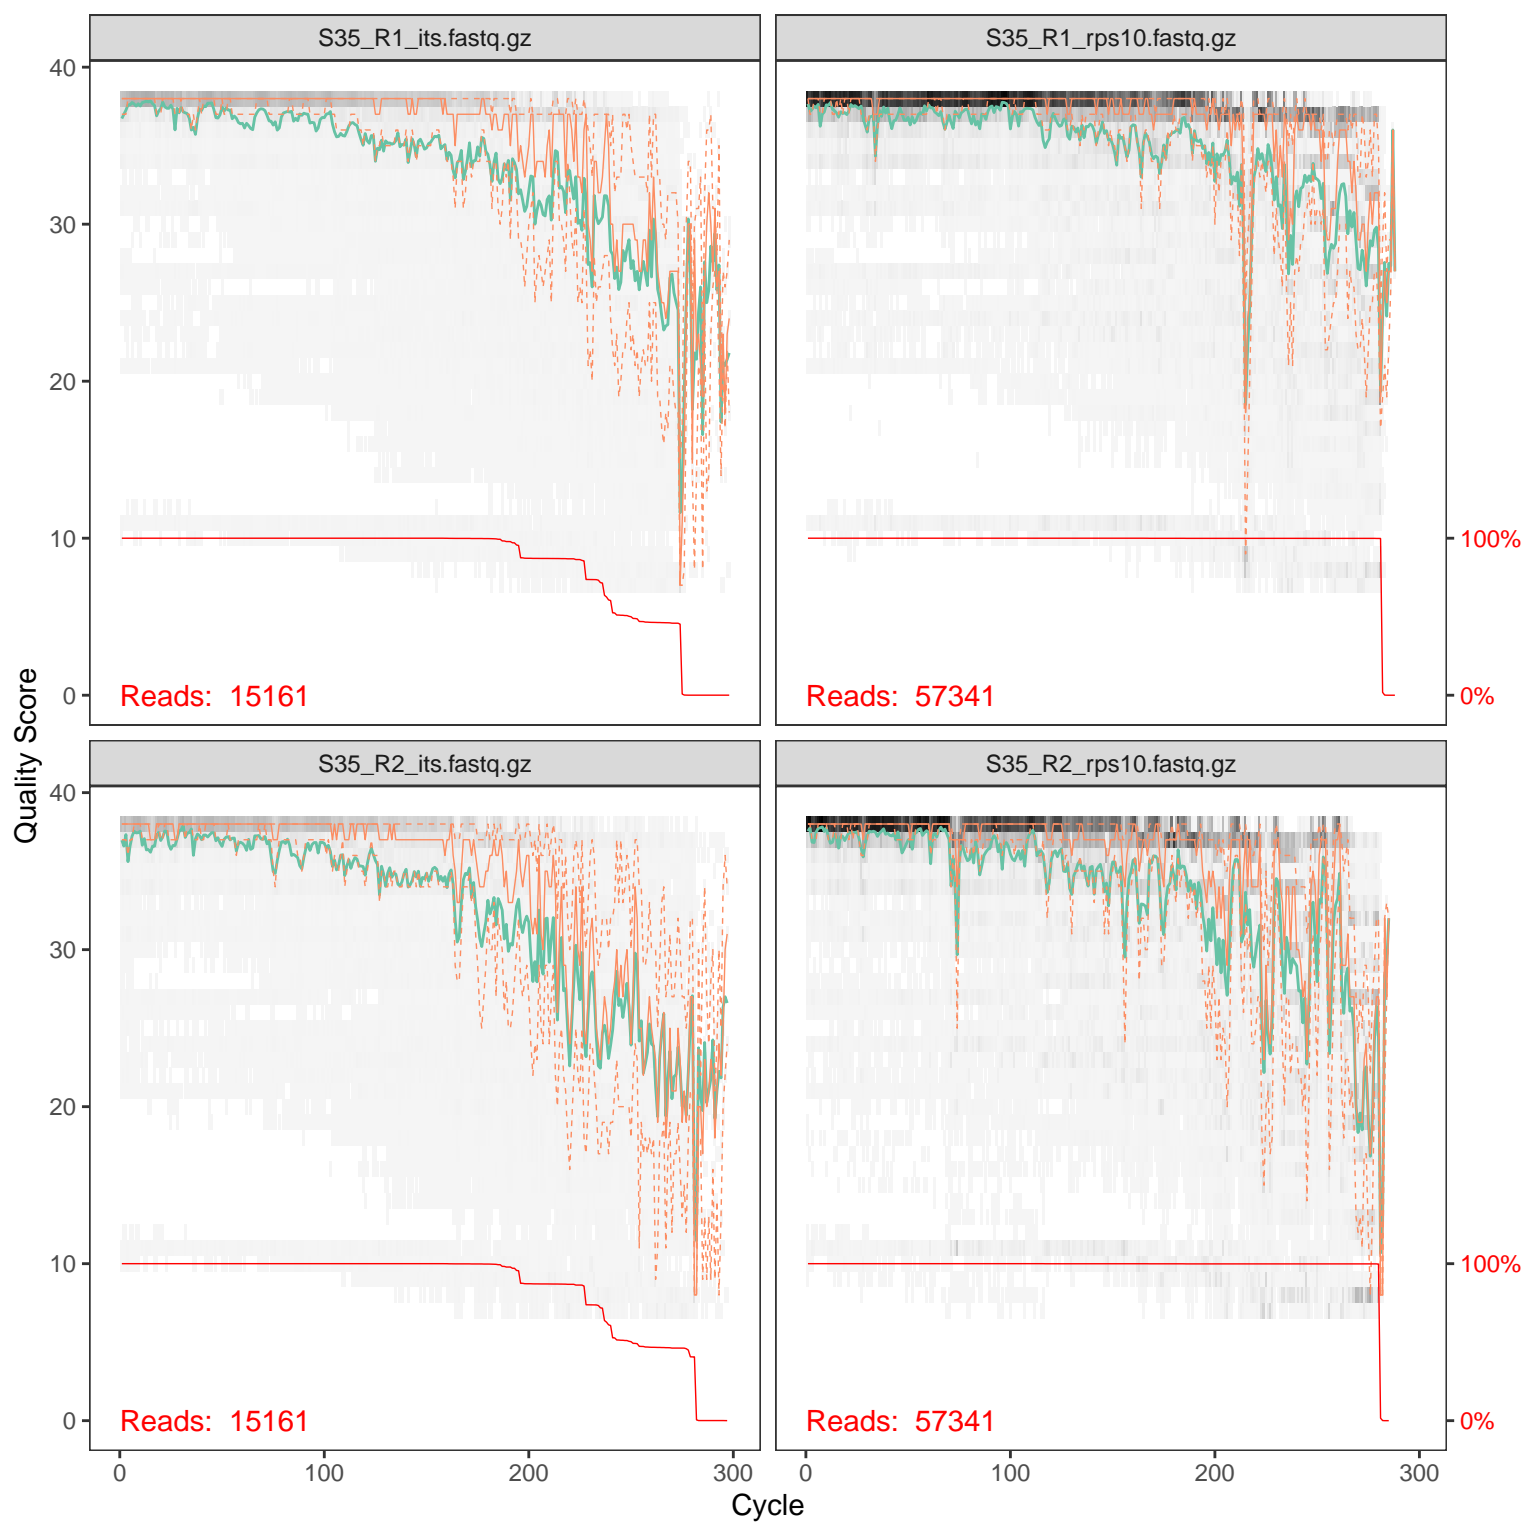 S35_R1_its.fastq.gz
S35_R1_rps10.fastq.gz
40
30
20
10
0
100%
0%
Reads: 15161
Reads: 57341
Quality Score
S35_R2_its.fastq.gz
S35_R2_rps10.fastq.gz
40
30
20
10
0
100%
0%
Reads: 15161
Reads: 57341
0
100
200
300
0
100
200
300
Cycle